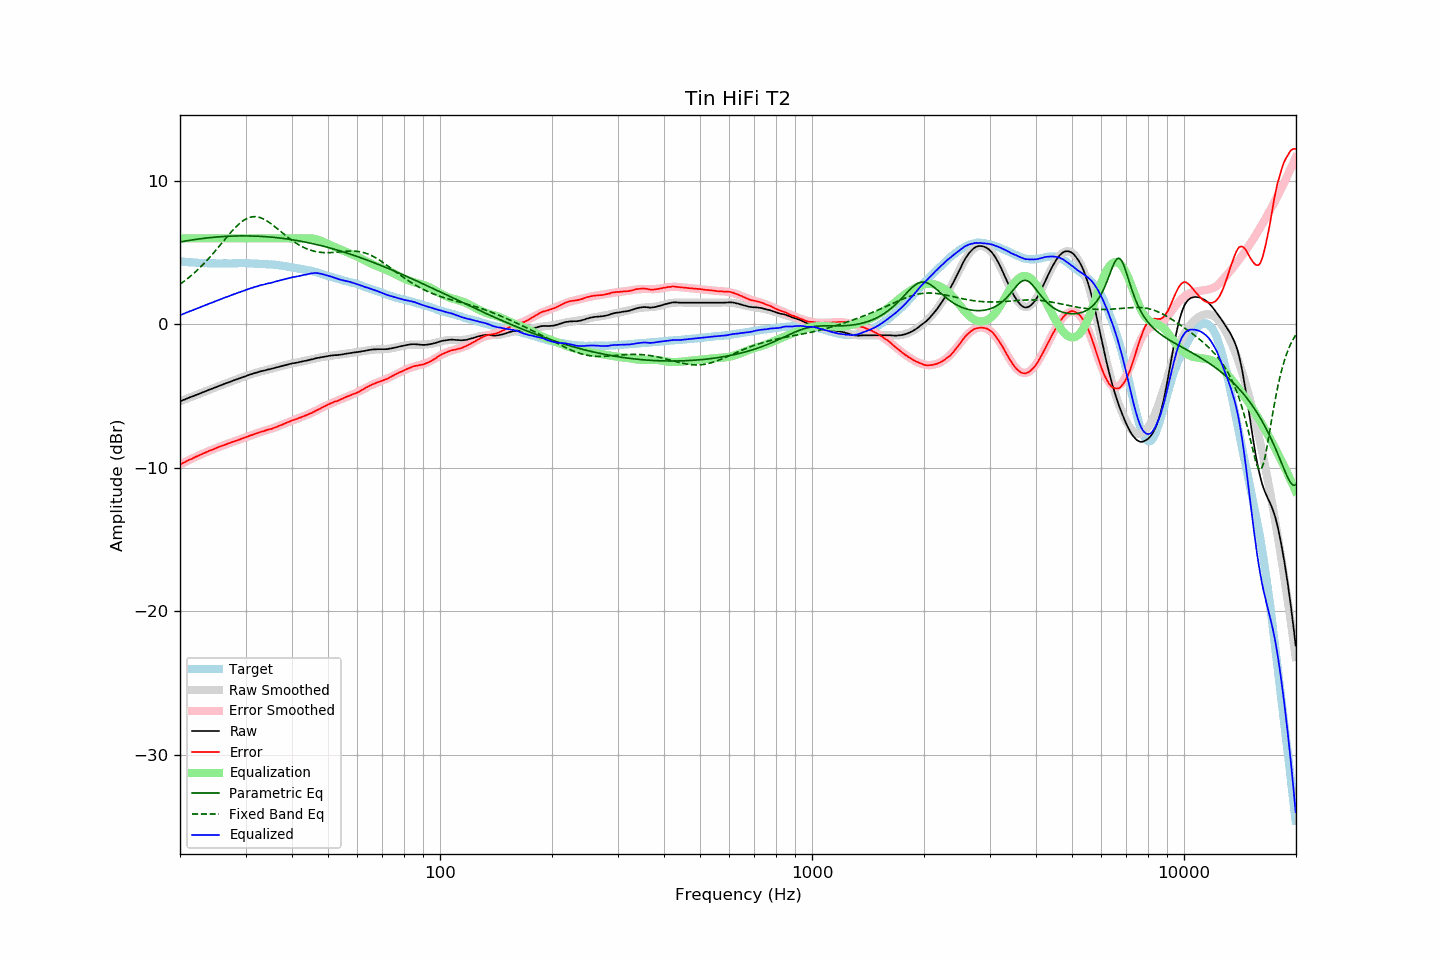 Tin HiFi T2
Amplitude (dBr)
10
0
−10
−20
−30
Target
Raw Smoothed
Error Smoothed
Raw
Error
Equalization
Parametric Eq
Fixed Band Eq
Equalized
100
1000
10000
Frequency (Hz)